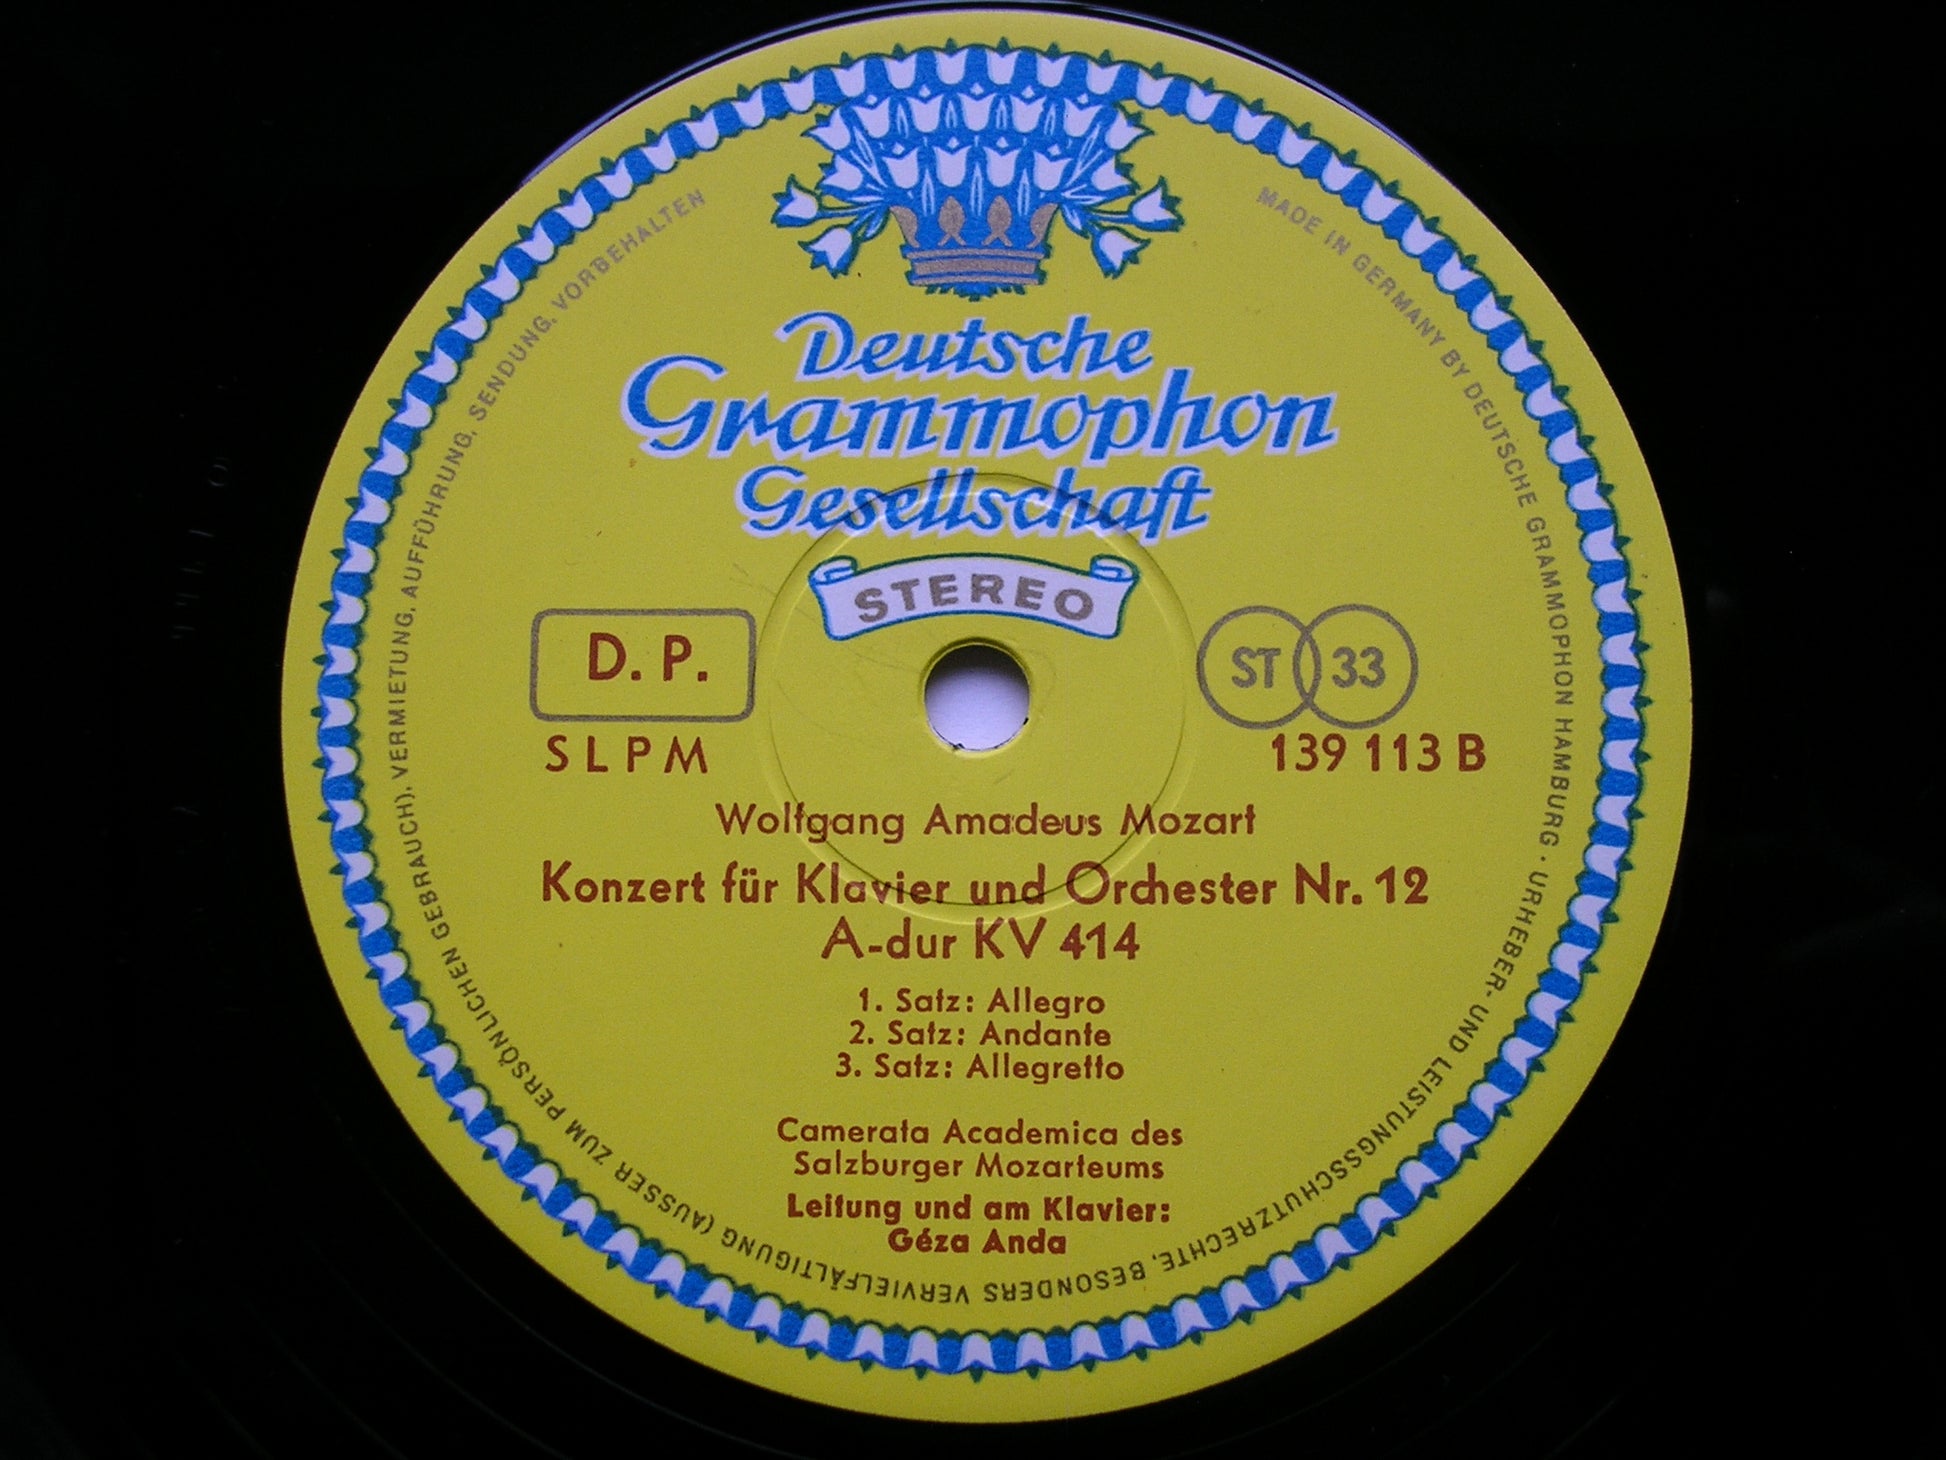 Deutsche
Grammophon
Gesellschaft
STEREO
D. P.
ST 33
SLPM
139 113 B
Wolfgang Amadeus Mozart
Konzert für Klavier und Orchester Nr. 12
A-dur KV 414
1. Satz: Allegro
2. Satz: Andante
3. Satz: Allegretto
Camerata Academica des
Salzburger Mozarteums
Leitung und am Klavier:
Géza Anda
MADE IN GERMANY BY DEUTSCHE GRAMMOPHON HAMBURG · URHEBER- UND LEISTUNGSSCHUTZRECHTE, BESONDERS VERVIELFÄLTIGUNG (AUSSER ZUM PERSÖNLICHEN GEBRAUCH), VERMIETUNG, AUFFÜHRUNG, SENDUNG, VORBEHALTEN